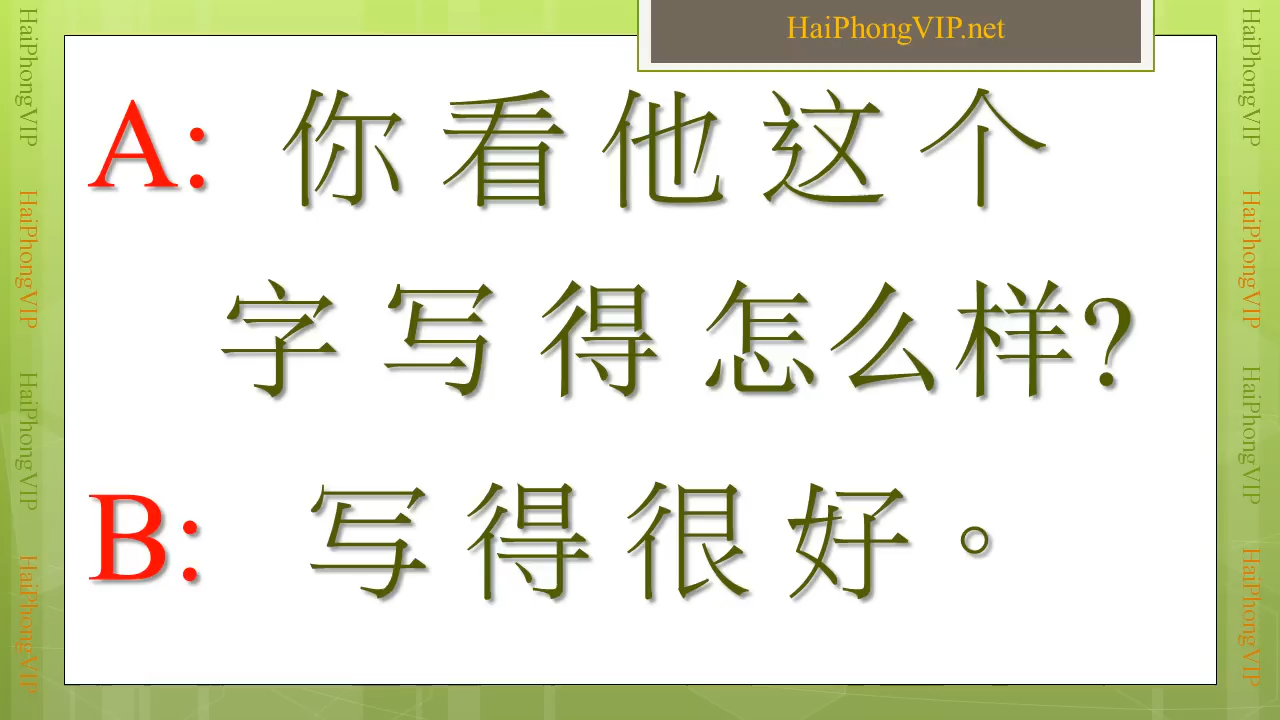 HaiPhongVIP.net
A: 你看他这个
字写得怎么样?
B: 写得很好。
HaiPhongVIP
HaiPhongVIP
HaiPhongVIP
HaiPhongVIP
HaiPhongVIP
HaiPhongVIP
HaiPhongVIP
HaiPhongVIP